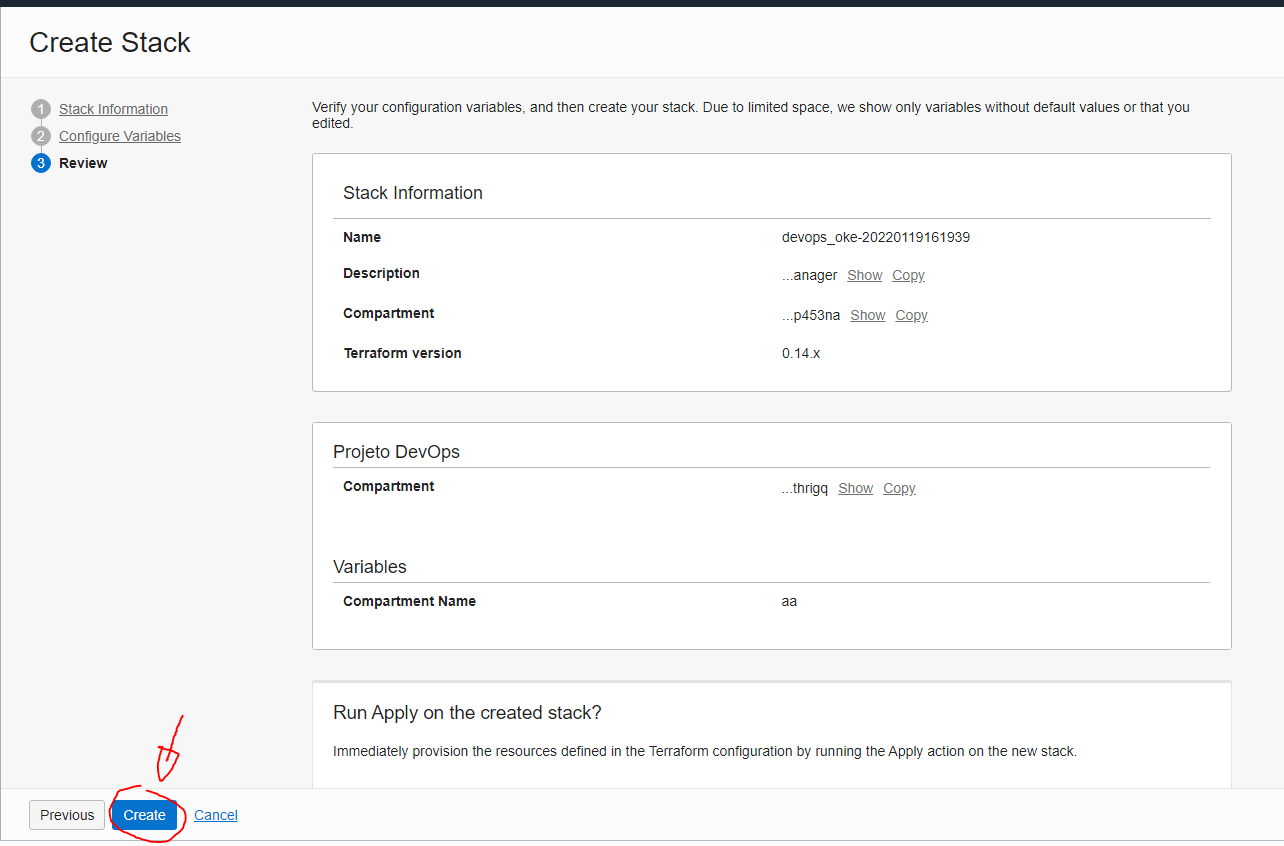 Create Stack
1 Stack Information
2 Configure Variables
3 Review
Verify your configuration variables, and then create your stack. Due to limited space, we show only variables without default values or that you
edited.
Stack Information
Name devops_oke-20220119161939
Description ...anager Show Copy
Compartment ...p453na Show Copy
Terraform version 0.14.x
Projeto DevOps
Compartment ...thrigq Show Copy
Variables
Compartment Name aa
Run Apply on the created stack?
Immediately provision the resources defined in the Terraform configuration by running the Apply action on the new stack.
Previous Create Cancel